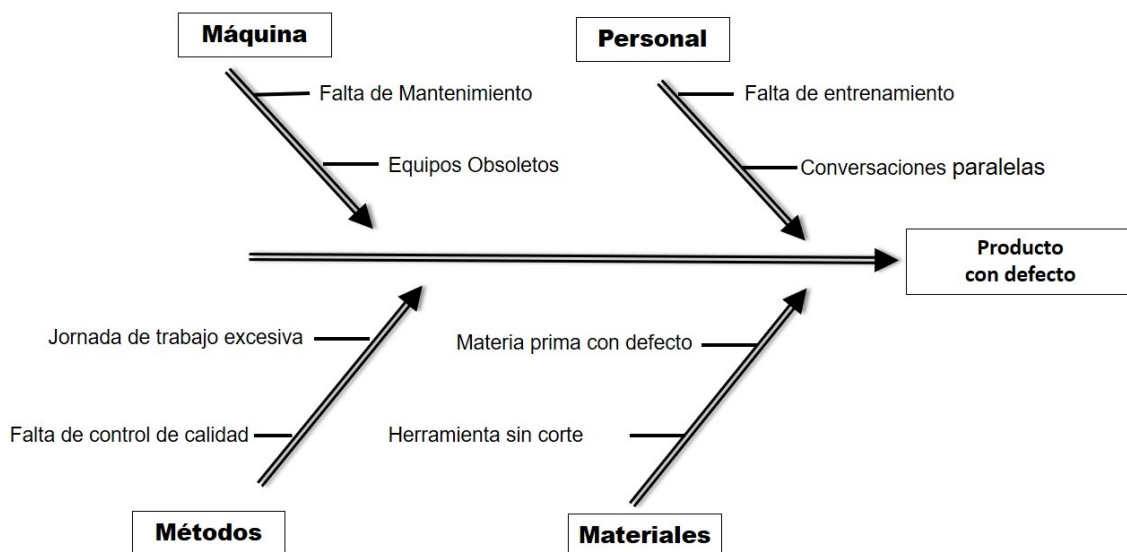 Máquina
Personal
Falta de Mantenimiento
Falta de entrenamiento
Equipos Obsoletos
Conversaciones paralelas
Producto
con defecto
Jornada de trabajo excesiva
Materia prima con defecto
Falta de control de calidad
Herramienta sin corte
Métodos
Materiales